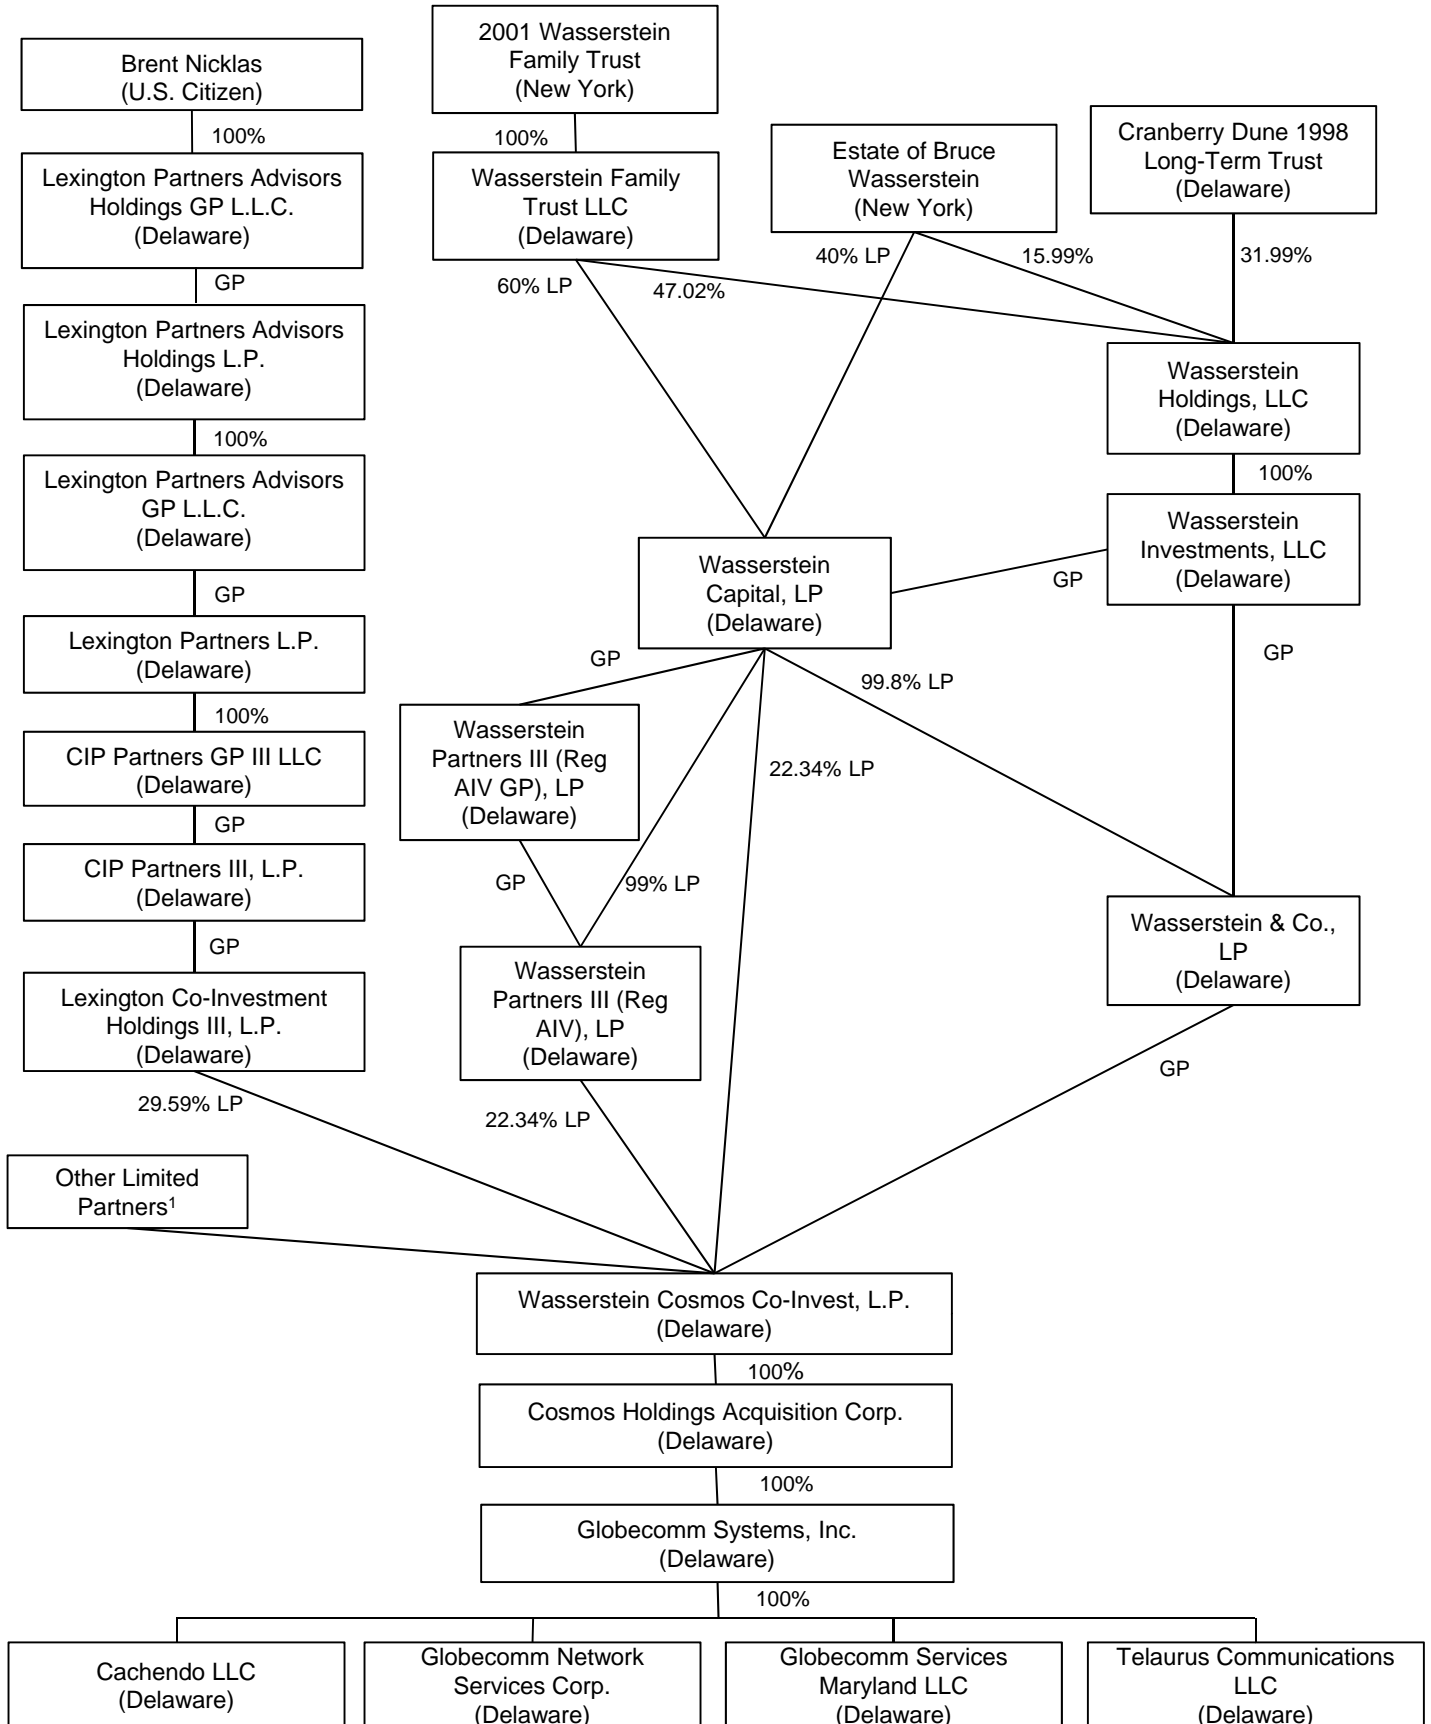 2001 Wasserstein
Family Trust
(New York)
Brent Nicklas
(U.S. Citizen)
100%
100%
Estate of Bruce
Wasserstein
(New York)
Cranberry Dune 1998
Long-Term Trust
(Delaware)
Lexington Partners Advisors
Holdings GP L.L.C.
(Delaware)
Wasserstein Family
Trust LLC
(Delaware)
GP
60% LP
47.02%
40% LP
15.99%
31.99%
Lexington Partners Advisors
Holdings L.P.
(Delaware)
Wasserstein
Holdings, LLC
(Delaware)
100%
100%
Lexington Partners Advisors
GP L.L.C.
(Delaware)
Wasserstein
Investments, LLC
(Delaware)
Wasserstein
Capital, LP
(Delaware)
GP
GP
GP
Lexington Partners L.P.
(Delaware)
GP
99.8% LP
100%
Wasserstein
Partners III (Reg
AIV GP), LP
(Delaware)
22.34% LP
CIP Partners GP III LLC
(Delaware)
GP
CIP Partners III, L.P.
(Delaware)
GP
99% LP
GP
Wasserstein & Co.,
LP
(Delaware)
Wasserstein
Partners III (Reg
AIV), LP
(Delaware)
Lexington Co-Investment
Holdings III, L.P.
(Delaware)
29.59% LP
22.34% LP
GP
Other Limited
Partners¹
Wasserstein Cosmos Co-Invest, L.P.
(Delaware)
100%
Cosmos Holdings Acquisition Corp.
(Delaware)
100%
Globecomm Systems, Inc.
(Delaware)
100%
Cachendo LLC
(Delaware)
Globecomm Network
Services Corp.
(Delaware)
Globecomm Services
Maryland LLC
(Delaware)
Telaurus Communications
LLC
(Delaware)